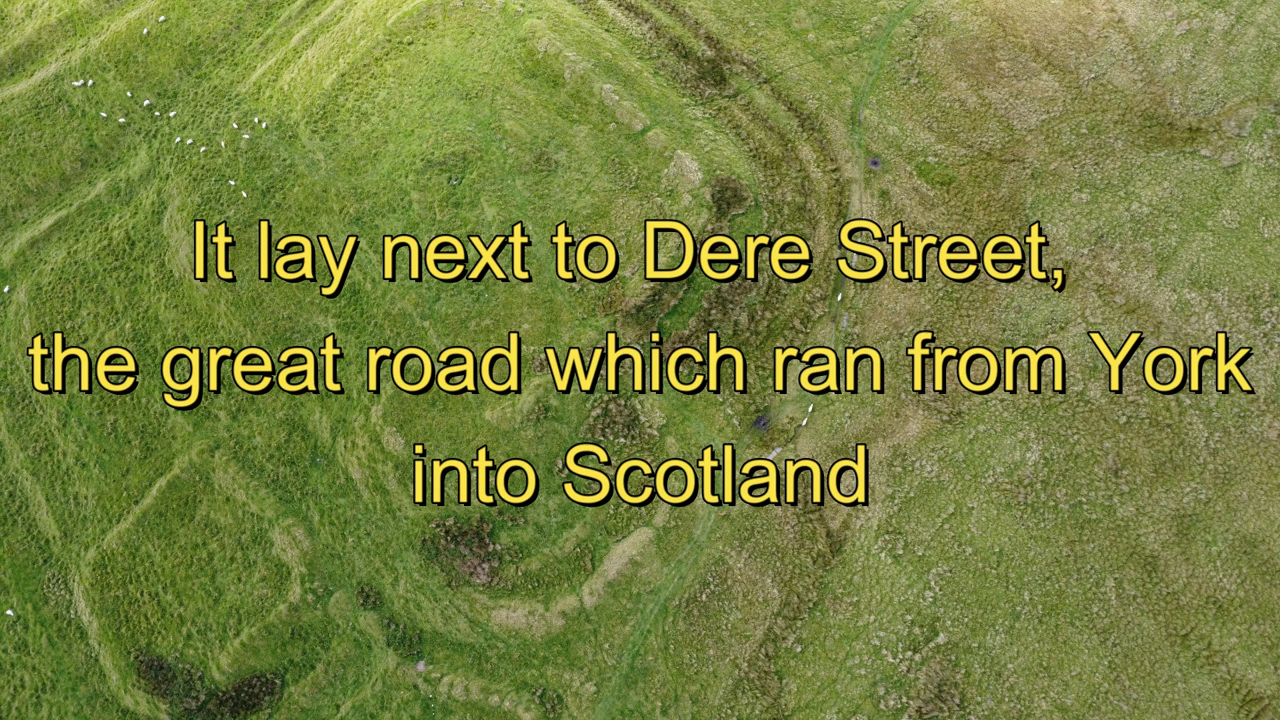 It lay next to Dere Street,
the great road which ran from York
into Scotland